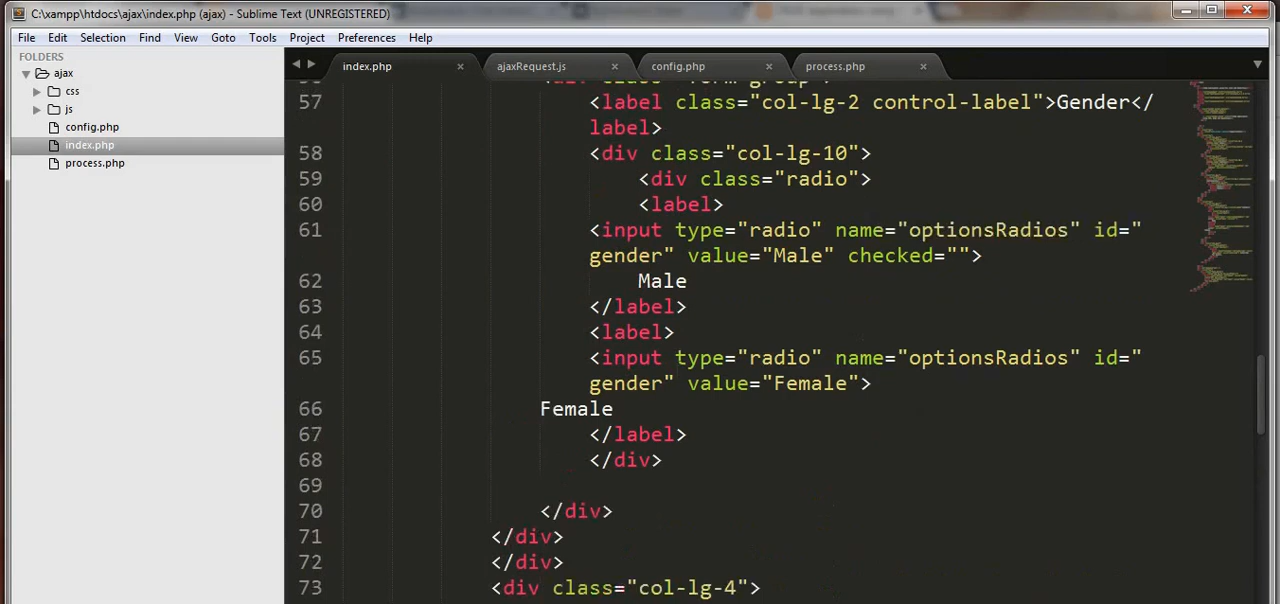 C:\xampp\htdocs\ajax\index.php (ajax) - Sublime Text (UNREGISTERED)
File Edit Selection Find View Goto Tools Project Preferences Help
FOLDERS
ajax
css
js
config.php
index.php
process.php
index.php × ajaxRequest.js × config.php × process.php ×
57 <label class="col-lg-2 control-label">Gender</
label>
58 <div class="col-lg-10">
59 <div class="radio">
60 <label>
61 <input type="radio" name="optionsRadios" id="
gender" value="Male" checked="">
62 Male
63 </label>
64 <label>
65 <input type="radio" name="optionsRadios" id="
gender" value="Female">
66 Female
67 </label>
68 </div>
69
70 </div>
71 </div>
72 </div>
73 <div class="col-lg-4">